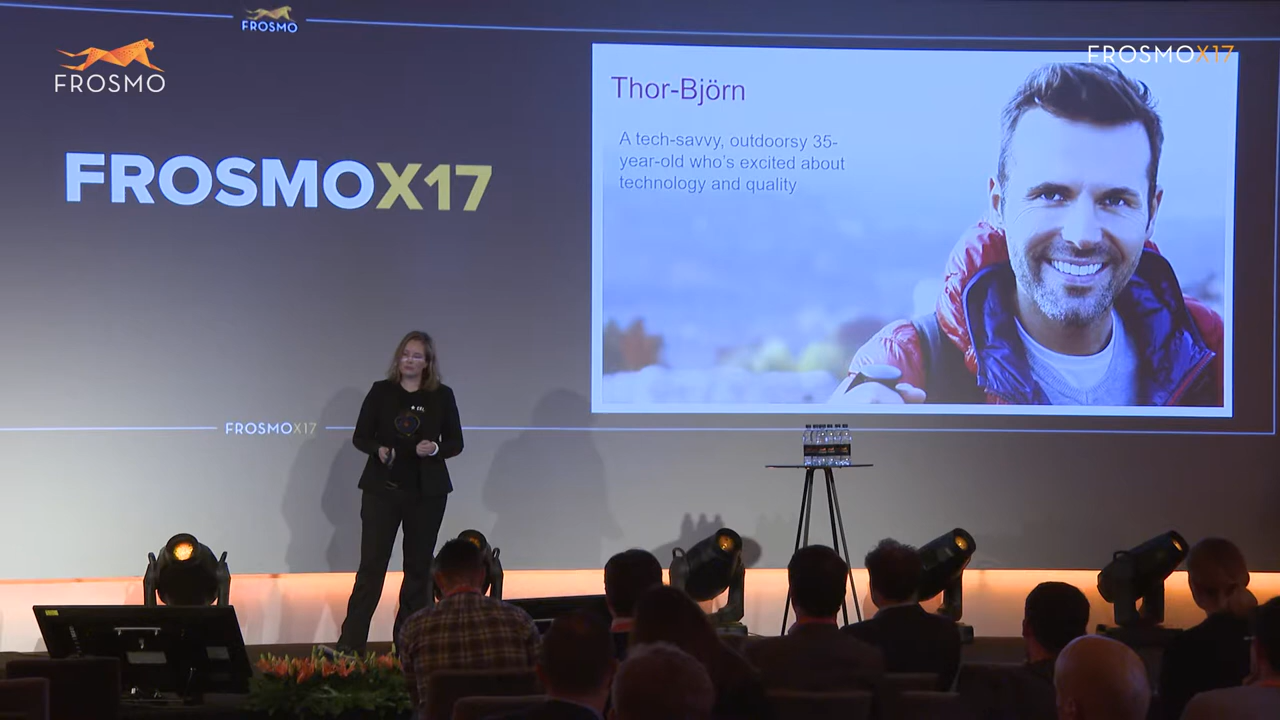 FROSMO
FROSMO
FROSMOX17
FROSMOX17
Thor-Björn
A tech-savvy, outdoorsy 35-
year-old who's excited about
technology and quality
FROSMOX17